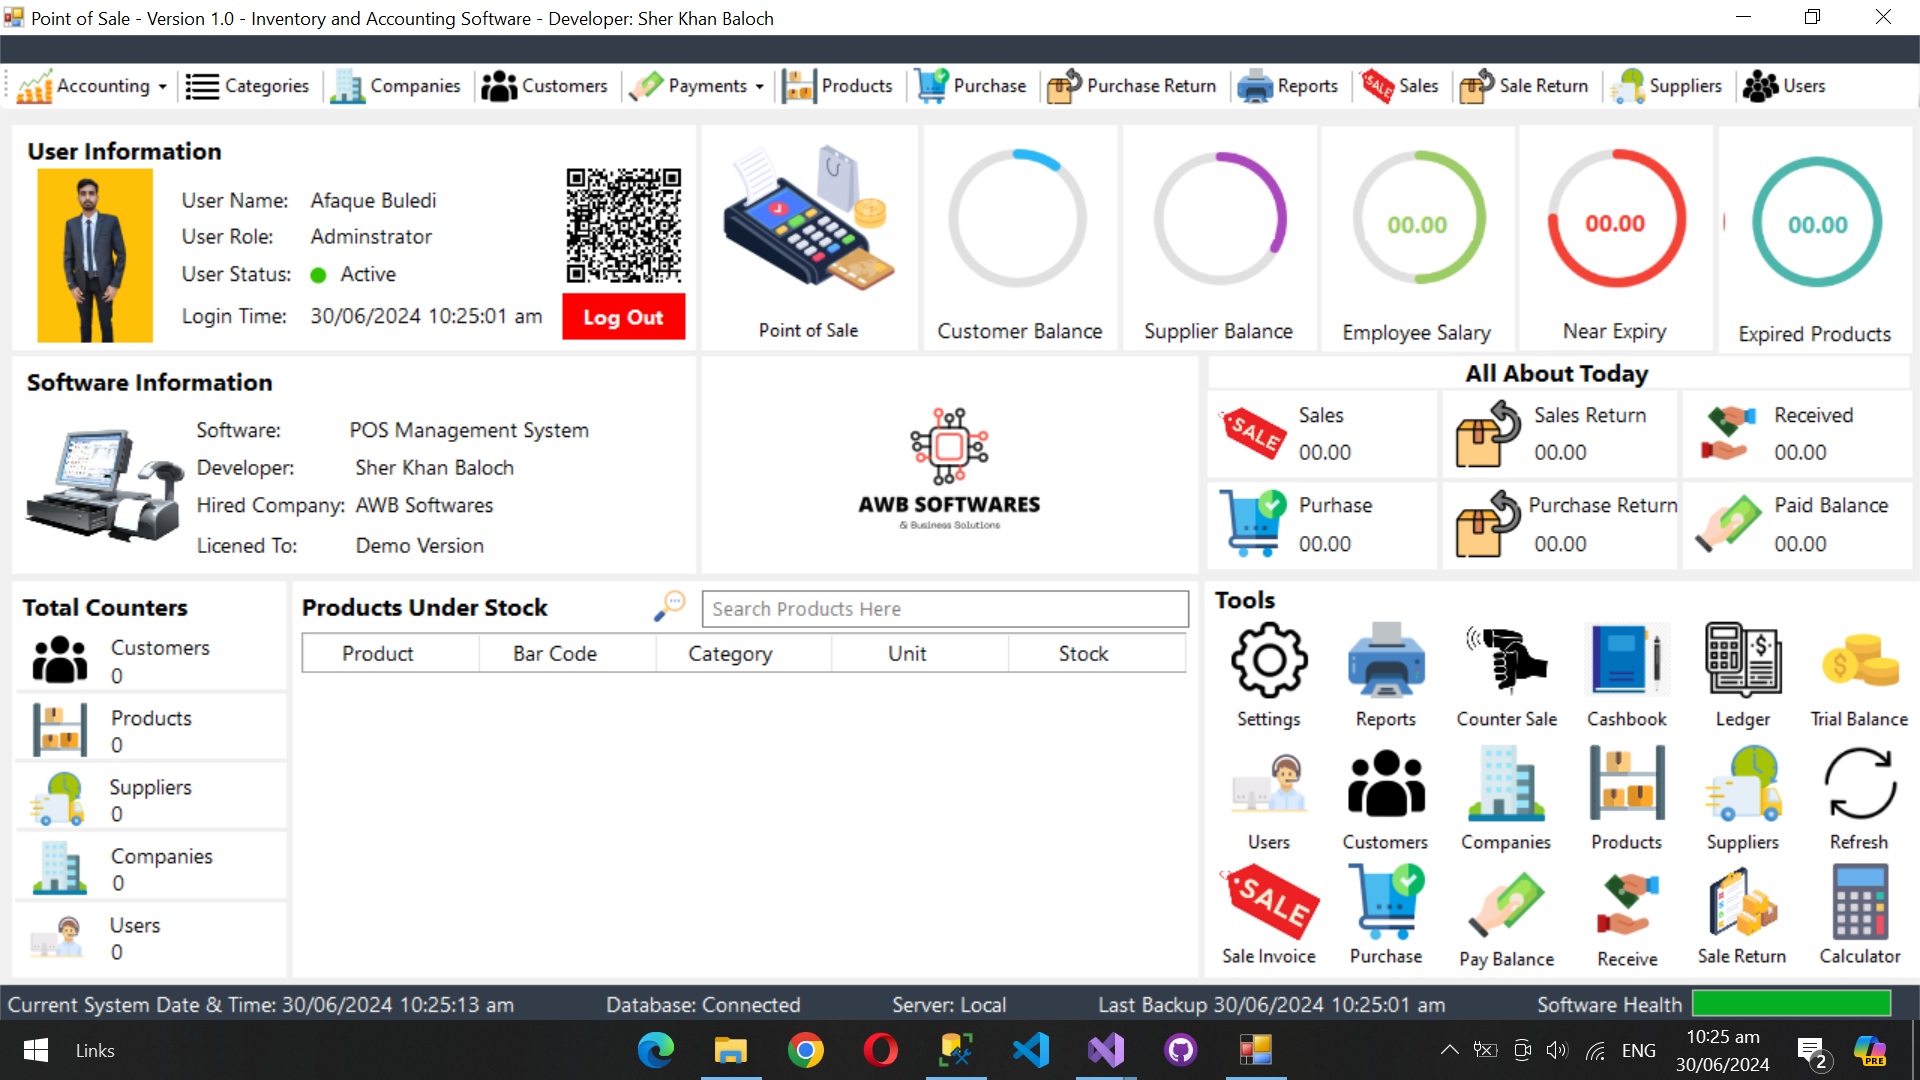 Point of Sale - Version 1.0 - Inventory and Accounting Software - Developer: Sher Khan Baloch
Accounting
Categories
Companies
Customers
Payments
Products
Purchase
Purchase Return
Reports
SALE
Sales
Sale Return
Suppliers
Users
User Information
User Name: Afaque Buledi
User Role: Adminstrator
User Status: Active
Login Time: 30/06/2024 10:25:01 am
Log Out
Point of Sale
Customer Balance
Supplier Balance
00.00
Employee Salary
00.00
Near Expiry
00.00
Expired Products
Software Information
Software: POS Management System
Developer: Sher Khan Baloch
Hired Company: AWB Softwares
Licened To: Demo Version
AWB SOFTWARES
& Business Solutions
All About Today
SALE
Sales
00.00
Sales Return
00.00
Received
00.00
Purhase
00.00
Purchase Return
00.00
Paid Balance
00.00
Total Counters
Customers
0
Products
0
Suppliers
0
Companies
0
Users
0
Products Under Stock
Search Products Here
Product Bar Code Category Unit Stock
Tools
Settings
Reports
Counter Sale
Cashbook
Ledger
Trial Balance
Users
Customers
Companies
Products
Suppliers
Refresh
SALE
Sale Invoice
Purchase
Pay Balance
Receive
Sale Return
Calculator
Current System Date & Time: 30/06/2024 10:25:13 am
Database: Connected
Server: Local
Last Backup 30/06/2024 10:25:01 am
Software Health
Links
ENG
10:25 am
30/06/2024
2
PRE